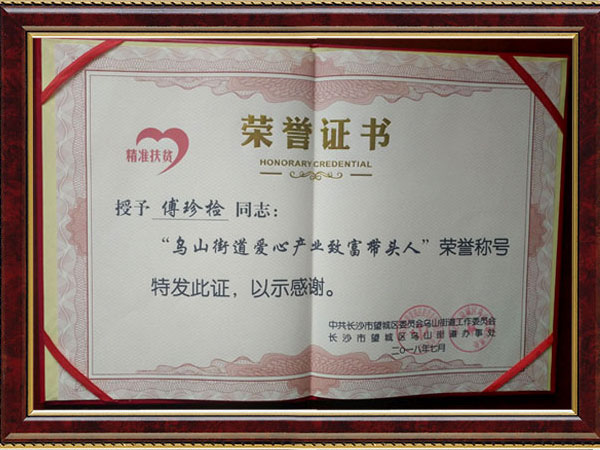 精准扶贫
荣誉证书
HONORARY CREDENTIAL
授予 傅珍检 同志：
“乌山街道爱心产业致富带头人”荣誉称号
特发此证，以示感谢。
中共长沙市望城区委员会乌山街道工作委员会
长沙市望城区乌山街道办事处
二〇一八年七月